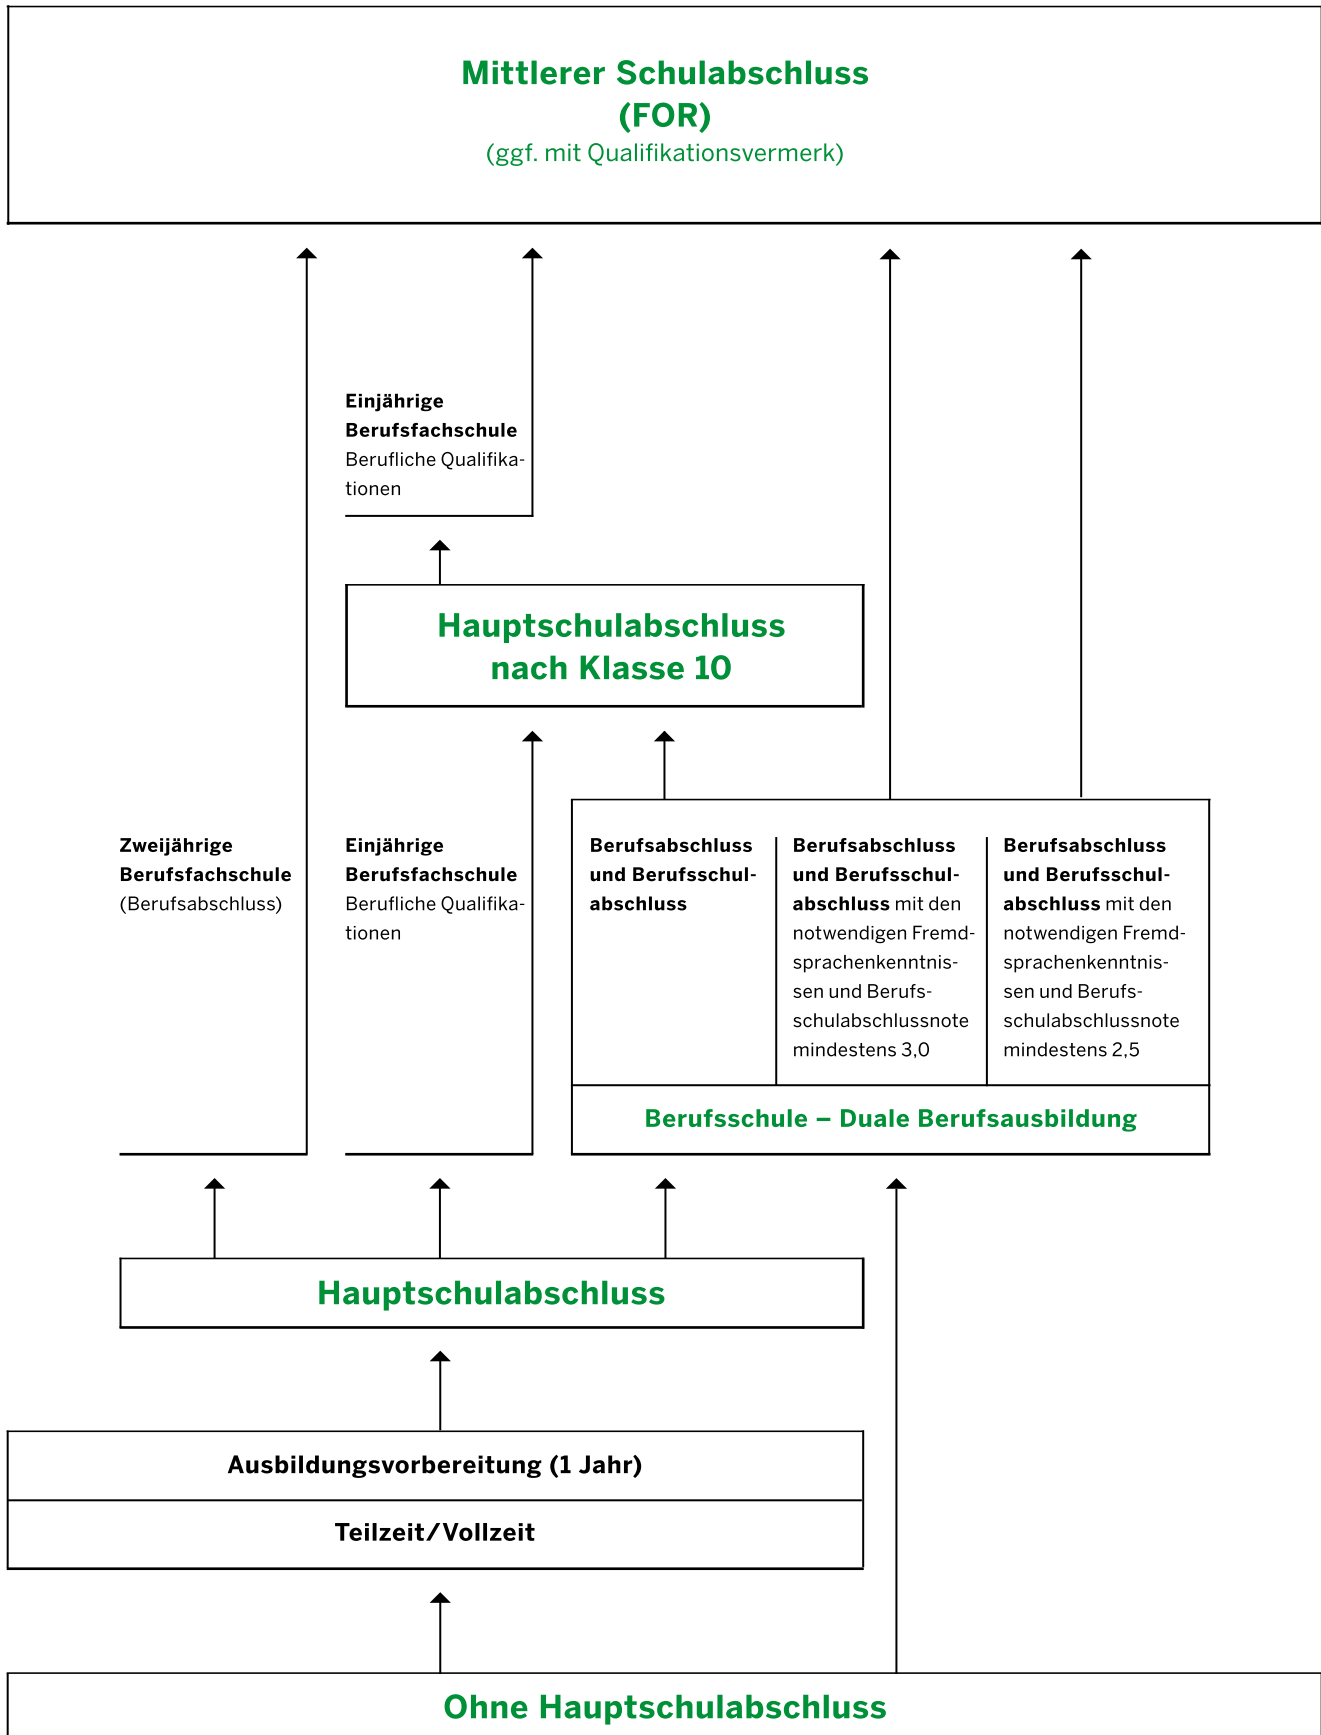 Mittlerer Schulabschluss
(FOR)
(ggf. mit Qualifikationsvermerk)
Einjährige
Berufsfachschule
Berufliche Qualifika-
tionen
Hauptschulabschluss
nach Klasse 10
Zweijährige
Berufsfachschule
(Berufsabschluss)
Einjährige
Berufsfachschule
Berufliche Qualifika-
tionen
Berufsabschluss
und Berufsschul-
abschluss
Berufsabschluss
und Berufsschul-
abschluss mit den
notwendigen Fremd-
sprachenkenntnis-
sen und Berufs-
schulabschlussnote
mindestens 3,0
Berufsabschluss
und Berufsschul-
abschluss mit den
notwendigen Fremd-
sprachenkenntnis-
sen und Berufs-
schulabschlussnote
mindestens 2,5
Berufsschule – Duale Berufsausbildung
Hauptschulabschluss
Ausbildungsvorbereitung (1 Jahr)
Teilzeit/Vollzeit
Ohne Hauptschulabschluss